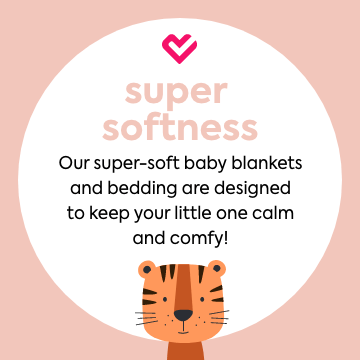 super
softness
Our super-soft baby blankets
and bedding are designed
to keep your little one calm
and comfy!